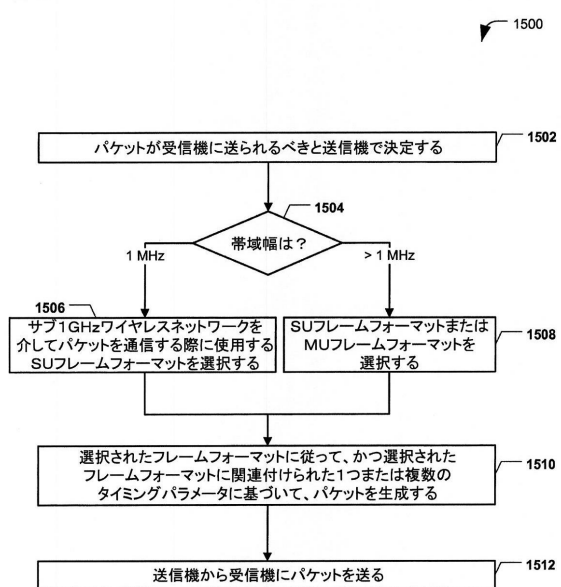 1500
1502
パケットが受信機に送られるべきと送信機で決定する
1504
帯域幅は?
1 MHz
> 1 MHz
1506
サブ1GHzワイヤレスネットワークを
介してパケットを通信する際に使用する
SUフレームフォーマットを選択する
SUフレームフォーマットまたは
MUフレームフォーマットを
選択する
1508
選択されたフレームフォーマットに従って、かつ選択された
フレームフォーマットに関連付けられた1つまたは複数の
タイミングパラメータに基づいて、パケットを生成する
1510
送信機から受信機にパケットを送る
1512